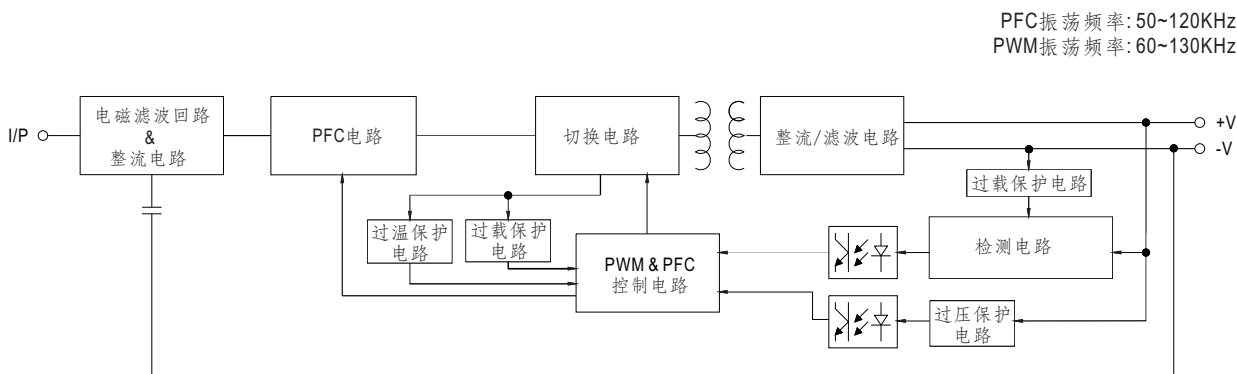 PFC振荡频率: 50~120KHz
PWM振荡频率: 60~130KHz
I/P
电磁滤波回路
&
整流电路
PFC电路
切换电路
整流/滤波电路
+V
-V
过载保护电路
过温保护
电路
过载保护
电路
PWM & PFC
控制电路
检测电路
过压保护
电路